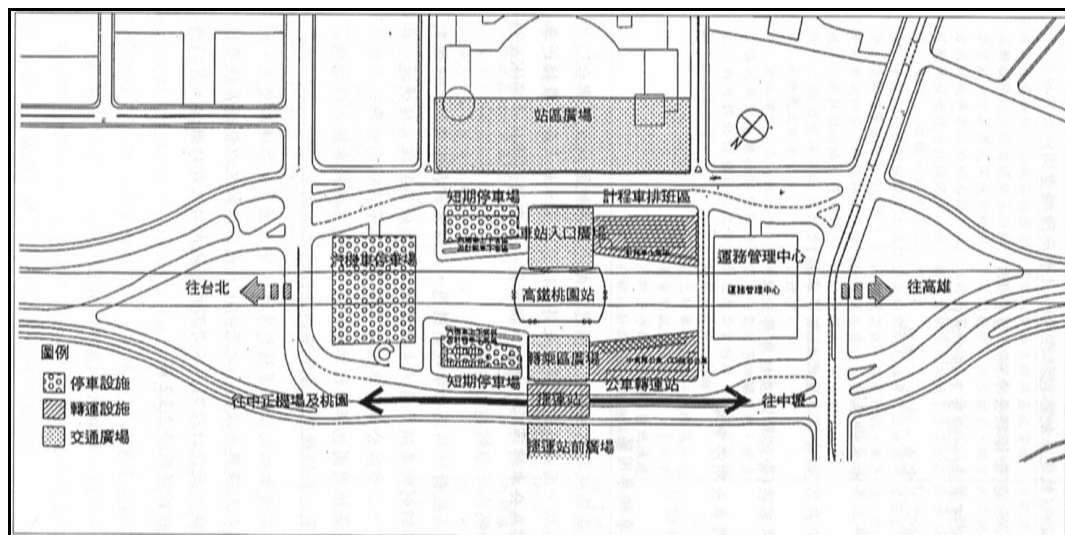 站區廣場
N
短期停車場
計程車排班區
車站入口廣場
汽機車停車場
運務管理中心
往台北
高鐵桃園站
運務管理中心
往高雄
圖例
轉乘區廣場
停車設施
短期停車場
公車轉運站
往中正機場及桃園
捷運站
往中壢
轉運設施
交通廣場
捷運站前廣場